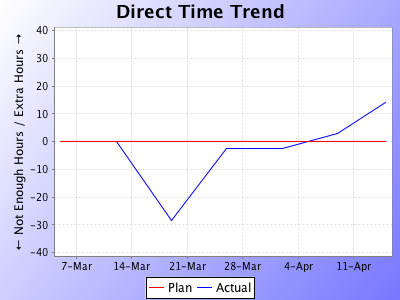 Direct Time Trend
← Not Enough Hours / Extra Hours →
40
30
20
10
0
-10
-20
-30
-40
7-Mar 14-Mar 21-Mar 28-Mar 4-Apr 11-Apr
Plan Actual